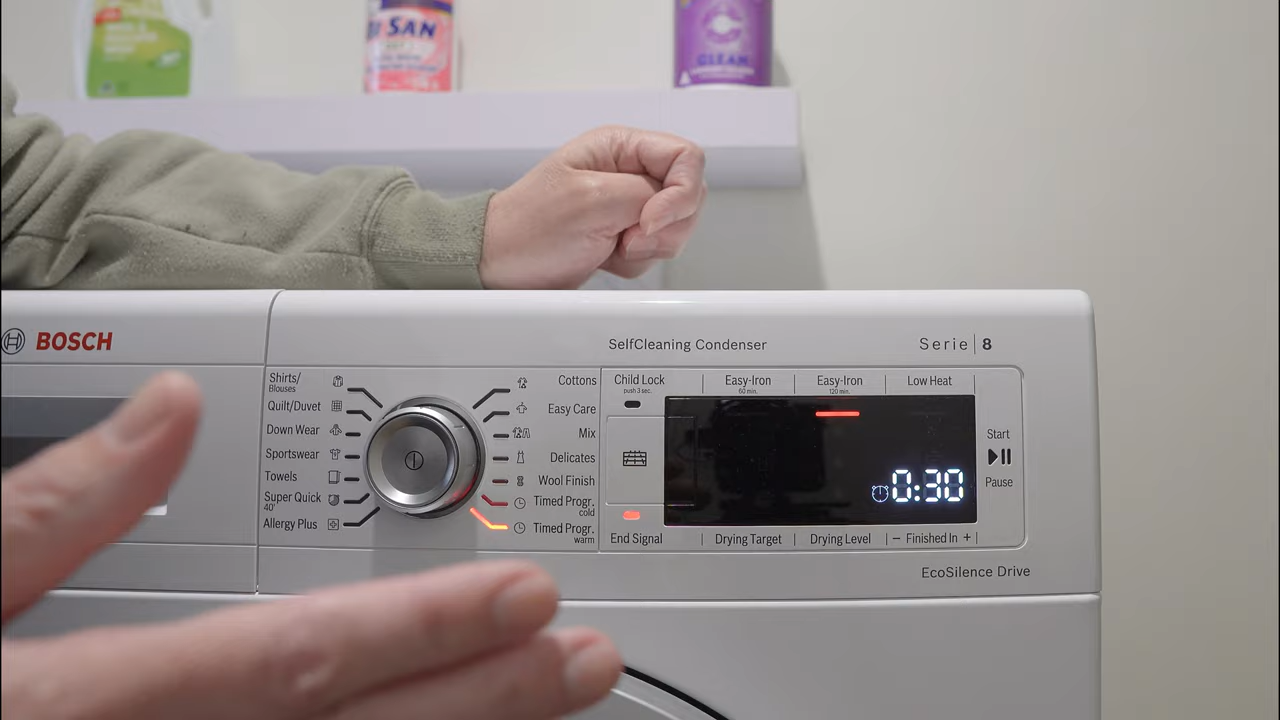 SAN
CLEAN
BOSCH
SelfCleaning Condenser
Serie 8
Shirts/
Blouses
Quilt/Duvet
Down Wear
Sportswear
Towels
Super Quick
40'
Allergy Plus
Cottons
Easy Care
Mix
Delicates
Wool Finish
Timed Progr.
cold
Timed Progr.
warm
Child Lock
push 3 sec.
Easy-Iron
60 min.
Easy-Iron
120 min.
Low Heat
0:30
Start
Pause
End Signal
Drying Target
Drying Level
− Finished In +
EcoSilence Drive